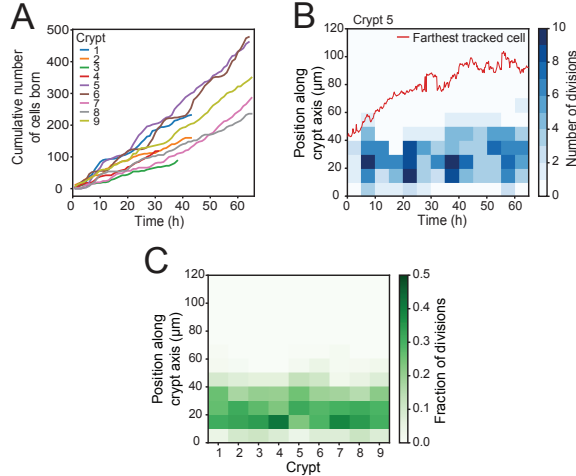 A
Cumulative number
of cells born
500
400
300
200
100
0
Crypt
1
2
3
4
5
6
7
8
9
0 10 20 30 40 50 60
Time (h)
B
Crypt 5
Farthest tracked cell
Position along
crypt axis (µm)
120
100
80
60
40
20
0
0 10 20 30 40 50 60
Time (h)
10
8
6
4
2
0
Number of divisions
C
Position along
crypt axis (µm)
120
100
80
60
40
20
0
1 2 3 4 5 6 7 8 9
Crypt
0.5
0.4
0.3
0.2
0.1
0.0
Fraction of divisions